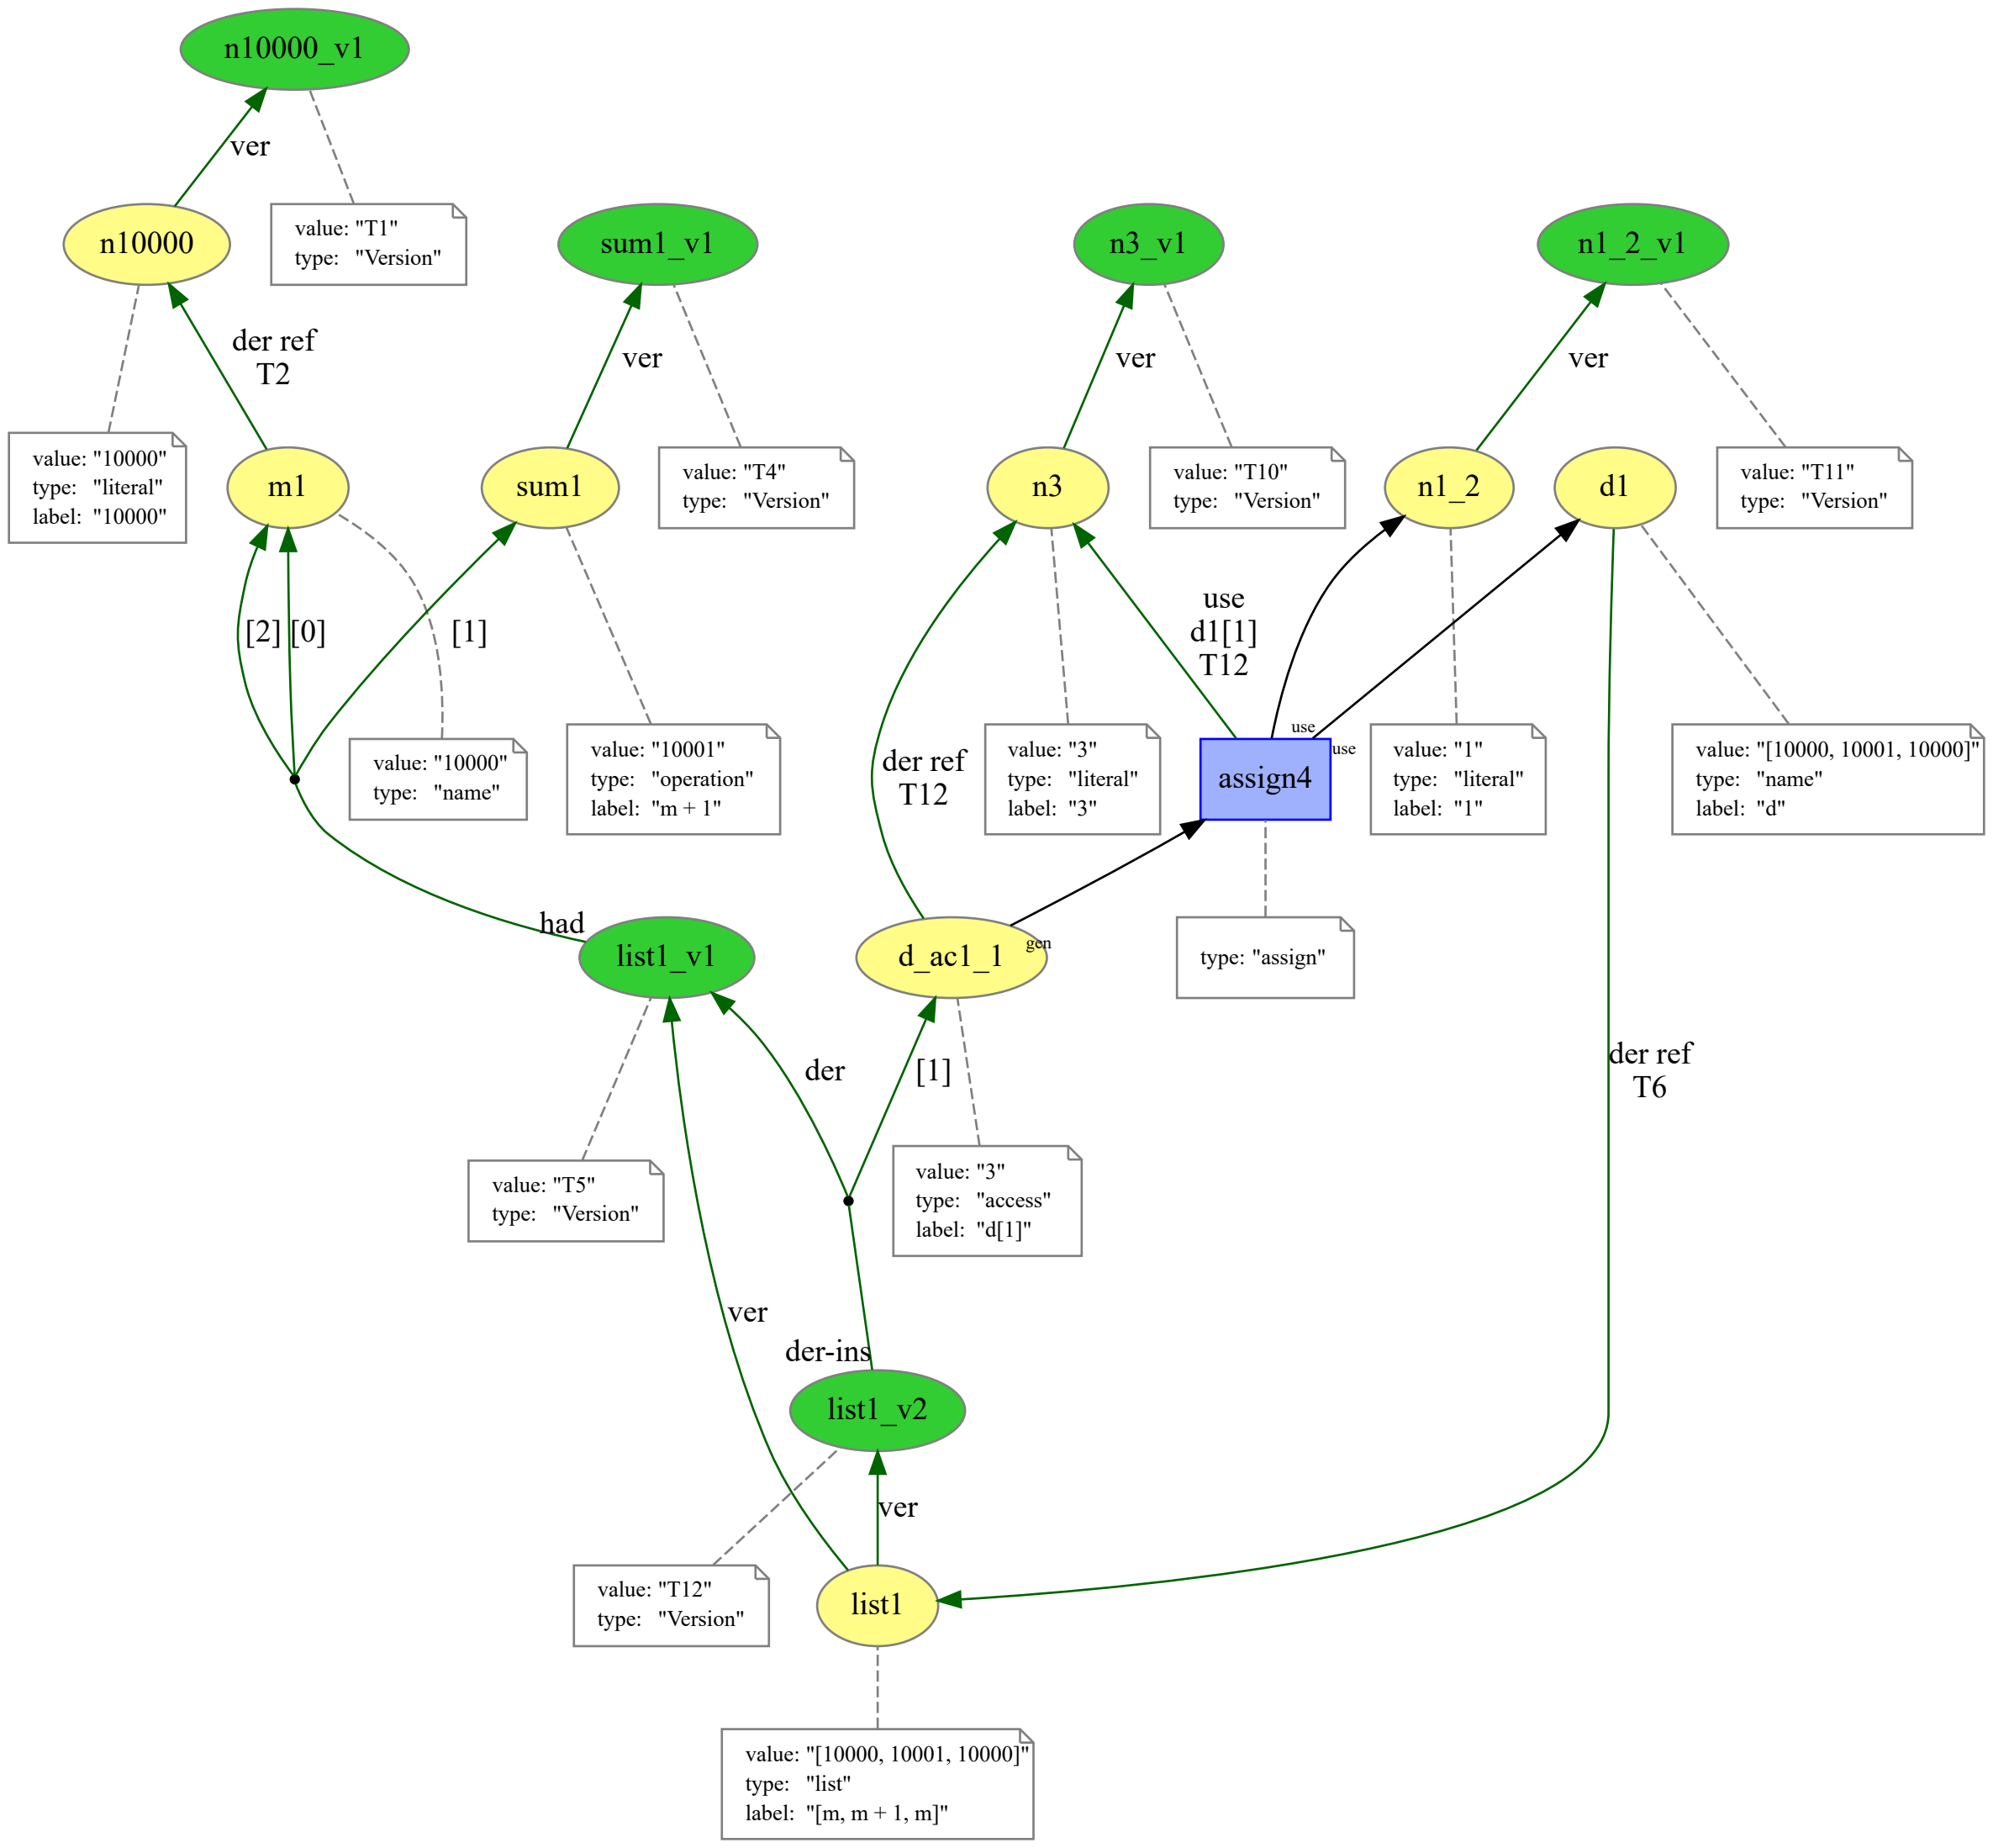 n10000_v1
ver
n10000
value: "T1"
type: "Version"
sum1_v1
n3_v1
n1_2_v1
der ref
T2
ver
ver
ver
value: "10000"
type: "literal"
label: "10000"
m1
sum1
value: "T4"
type: "Version"
n3
value: "T10"
type: "Version"
n1_2
d1
value: "T11"
type: "Version"
[2]
[0]
[1]
use
d1[1]
T12
value: "10000"
type: "name"
value: "10001"
type: "operation"
label: "m + 1"
der ref
T12
value: "3"
type: "literal"
label: "3"
use
use
assign4
value: "1"
type: "literal"
label: "1"
value: "[10000, 10001, 10000]"
type: "name"
label: "d"
had
list1_v1
d_ac1_1
gen
type: "assign"
der
[1]
der ref
T6
value: "T5"
type: "Version"
value: "3"
type: "access"
label: "d[1]"
ver
der-ins
list1_v2
ver
value: "T12"
type: "Version"
list1
value: "[10000, 10001, 10000]"
type: "list"
label: "[m, m + 1, m]"